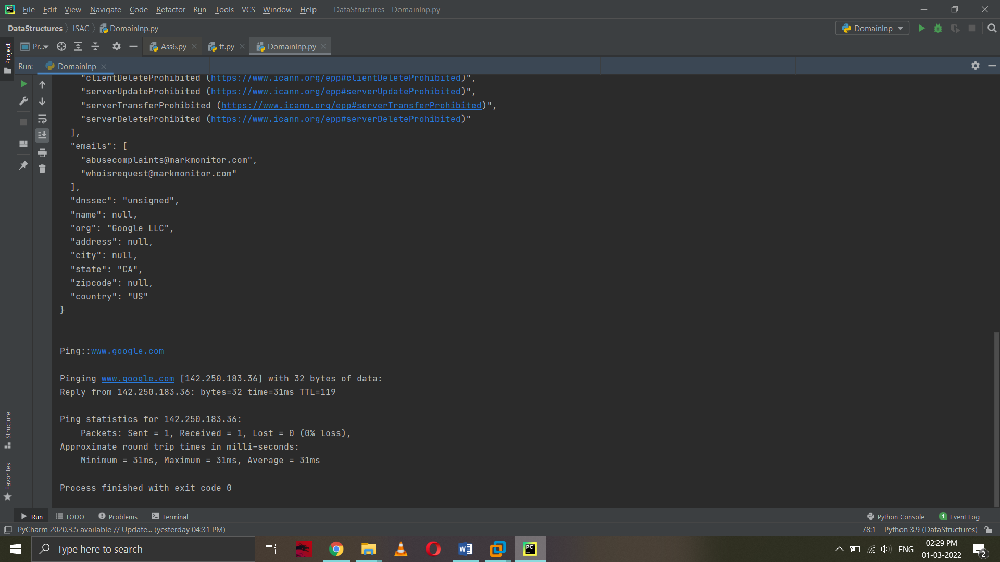 File Edit View Navigate Code Refactor Run Tools VCS Window Help DataStructures - DomainInp.py
DataStructures ISAC DomainInp.py DomainInp
Project Pr... Ass6.py tt.py DomainInp.py
Run: DomainInp
"clientDeleteProhibited (https://www.icann.org/epp#clientDeleteProhibited)",
"serverUpdateProhibited (https://www.icann.org/epp#serverUpdateProhibited)",
"serverTransferProhibited (https://www.icann.org/epp#serverTransferProhibited)",
"serverDeleteProhibited (https://www.icann.org/epp#serverDeleteProhibited)"
],
"emails": [
"abusecomplaints@markmonitor.com",
"whoisrequest@markmonitor.com"
],
"dnssec": "unsigned",
"name": null,
"org": "Google LLC",
"address": null,
"city": null,
"state": "CA",
"zipcode": null,
"country": "US"
}
Ping::www.google.com
Pinging www.google.com [142.250.183.36] with 32 bytes of data:
Reply from 142.250.183.36: bytes=32 time=31ms TTL=119
Ping statistics for 142.250.183.36:
Packets: Sent = 1, Received = 1, Lost = 0 (0% loss),
Approximate round trip times in milli-seconds:
Minimum = 31ms, Maximum = 31ms, Average = 31ms
Process finished with exit code 0
Structure
Favorites
Run TODO Problems Terminal Python Console 1 Event Log
PyCharm 2020.3.5 available // Update... (yesterday 04:31 PM) 78:1 Python 3.9 (DataStructures)
Type here to search PC ENG 02:29 PM
01-03-2022 2